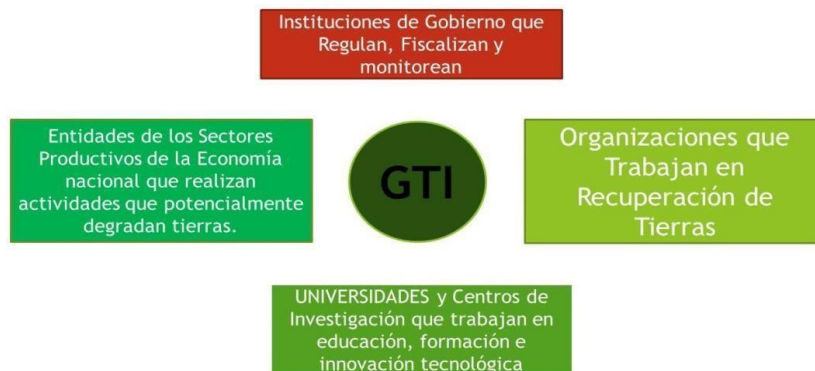 Instituciones de Gobierno que
Regulan, Fiscalizan y
monitorean
Entidades de los Sectores
Productivos de la Economía
nacional que realizan
actividades que potencialmente
degradan tierras.
GTI
Organizaciones que
Trabajan en
Recuperación de
Tierras
UNIVERSIDADES y Centros de
Investigación que trabajan en
educación, formación e
innovación tecnológica